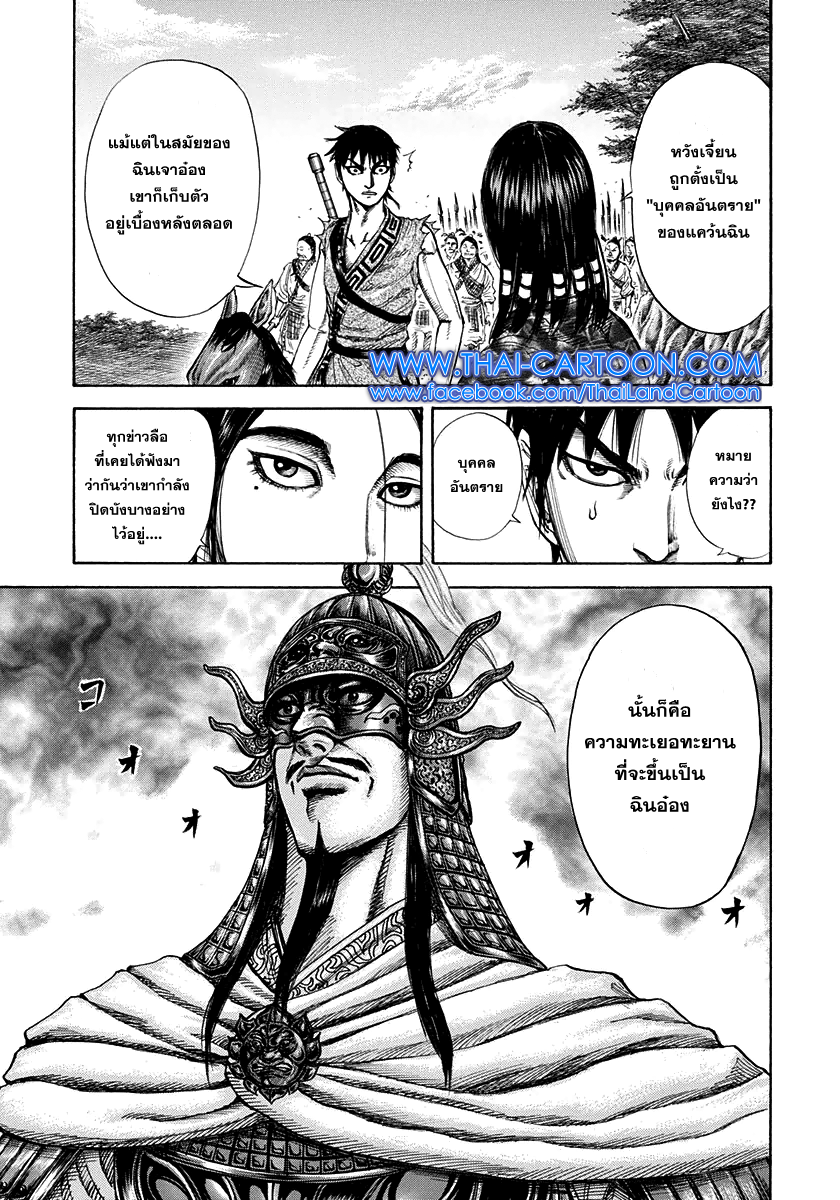 หวังเจี้ยน
ถูกตั้งเป็น
"บุคคลอันตราย"
ของแคว้นฉิน
แม้แต่ในสมัยของ
ฉินเจาอ๋อง
เขาก็เก็บตัว
อยู่เบื้องหลังตลอด
WWW.THAI-CARTOON.COM
www.facebook.com/ThaiLandCartoon
หมาย
ความว่า
ยังไง??
บุคคล
อันตราย
ทุกข่าวลือ
ที่เคยได้ฟังมา
ว่ากันว่าเขากำลัง
ปิดบังบางอย่าง
ไว้อยู่....
นั้นก็คือ
ความทะเยอทะยาน
ที่จะขึ้นเป็น
ฉินอ๋อง
コ
オ
オ
オ
オ